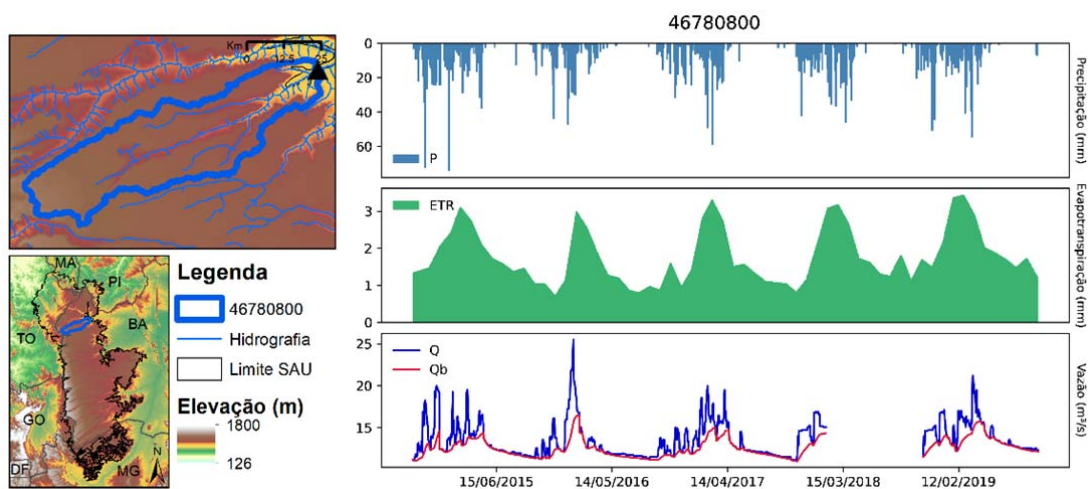 46780800
Km
0 12.5 25
MA
PI
TO
BA
GO
DF
MG
N
Legenda
46780800
Hidrografia
Limite SAU
Elevação (m)
1800
126
0
20
40
60
P
Precipitação (mm)
3
2
1
0
ETR
Evapotranspiração (mm)
25
20
15
Q
Qb
Vazão (m³/s)
15/06/2015 14/05/2016 14/04/2017 15/03/2018 12/02/2019